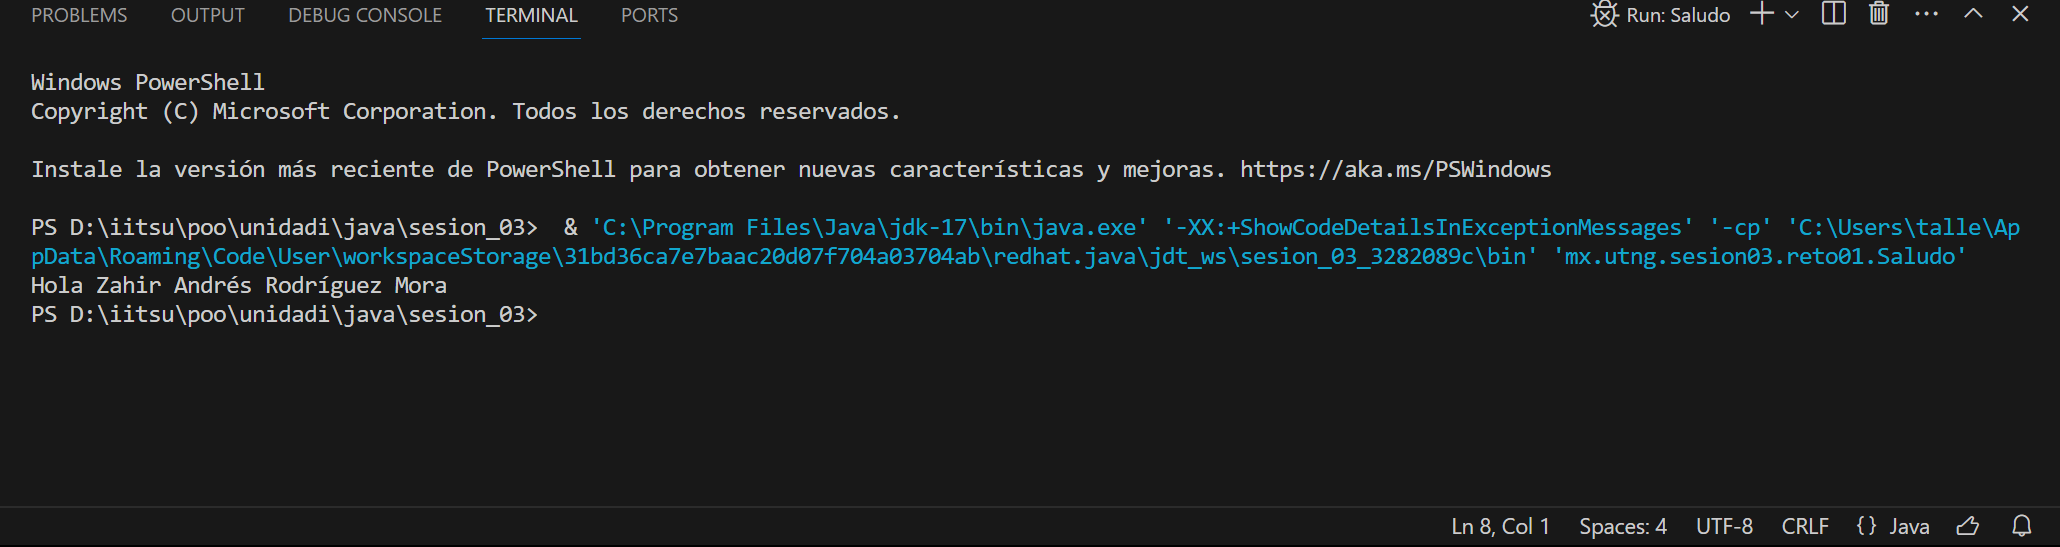 PROBLEMS OUTPUT DEBUG CONSOLE TERMINAL PORTS Run: Saludo
Windows PowerShell
Copyright (C) Microsoft Corporation. Todos los derechos reservados.
Instale la versión más reciente de PowerShell para obtener nuevas características y mejoras. https://aka.ms/PSWindows
PS D:\iitsu\poo\unidadi\java\sesion_03>  & 'C:\Program Files\Java\jdk-17\bin\java.exe' '-XX:+ShowCodeDetailsInExceptionMessages' '-cp' 'C:\Users\talle\Ap
pData\Roaming\Code\User\workspaceStorage\31bd36ca7e7baac20d07f704a03704ab\redhat.java\jdt_ws\sesion_03_3282089c\bin' 'mx.utng.sesion03.reto01.Saludo'
Hola Zahir Andrés Rodríguez Mora
PS D:\iitsu\poo\unidadi\java\sesion_03>
Ln 8, Col 1 Spaces: 4 UTF-8 CRLF {} Java